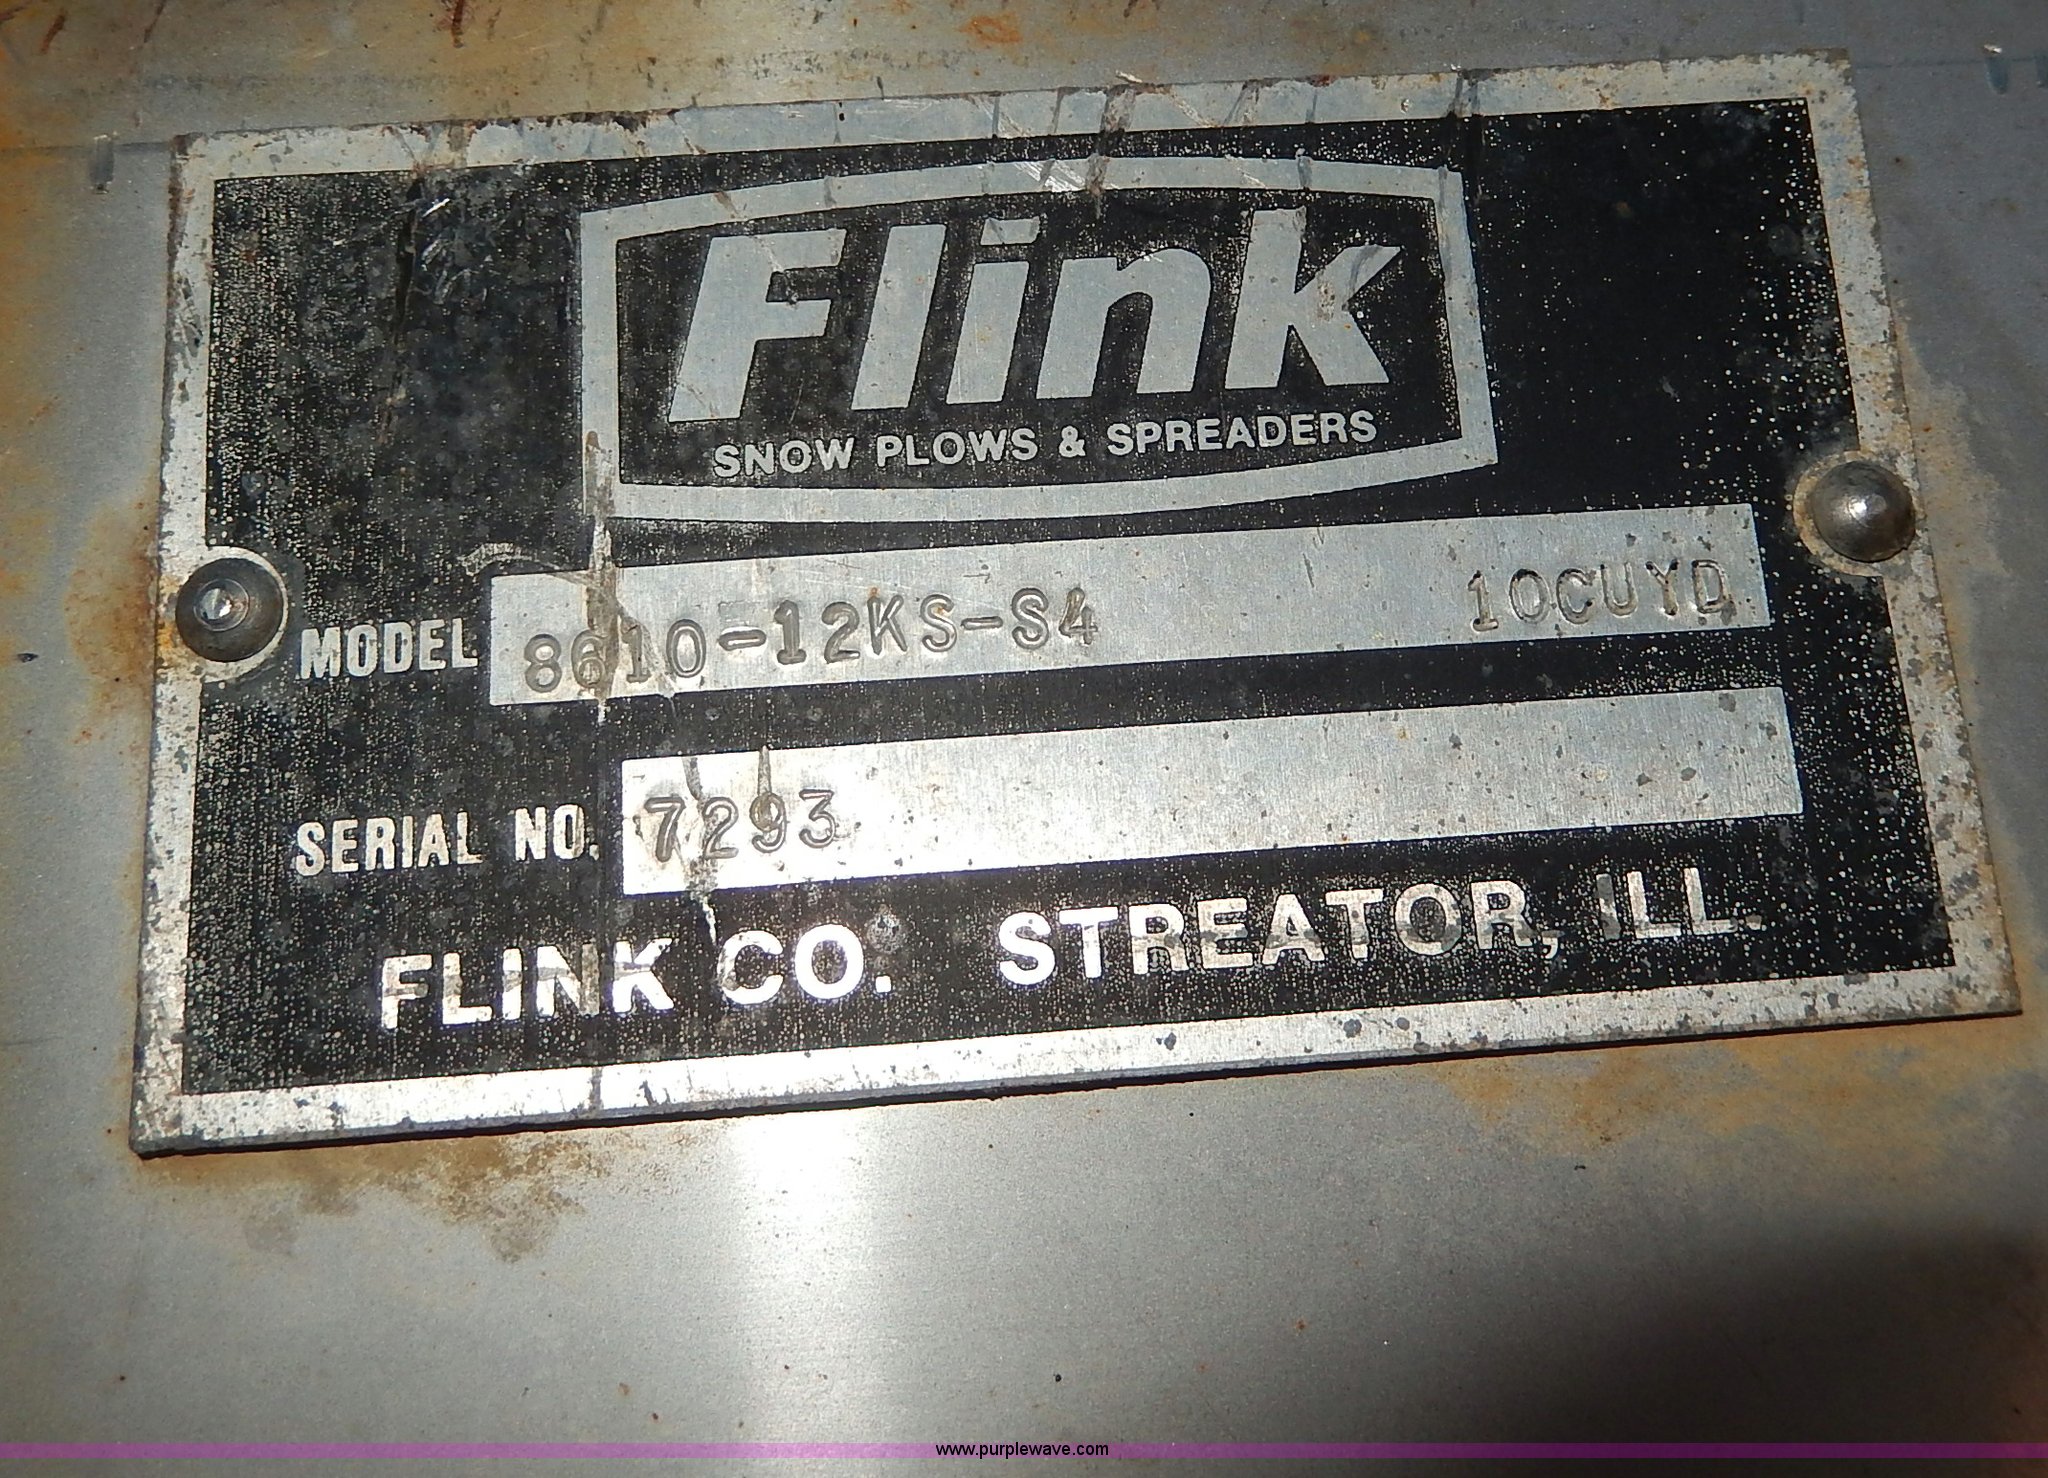 Flink
SNOW PLOWS & SPREADERS
MODEL 8610-12KS-S4 10CUYD
SERIAL NO. 7293
FLINK CO. STREATOR, ILL.
www.purplewave.com